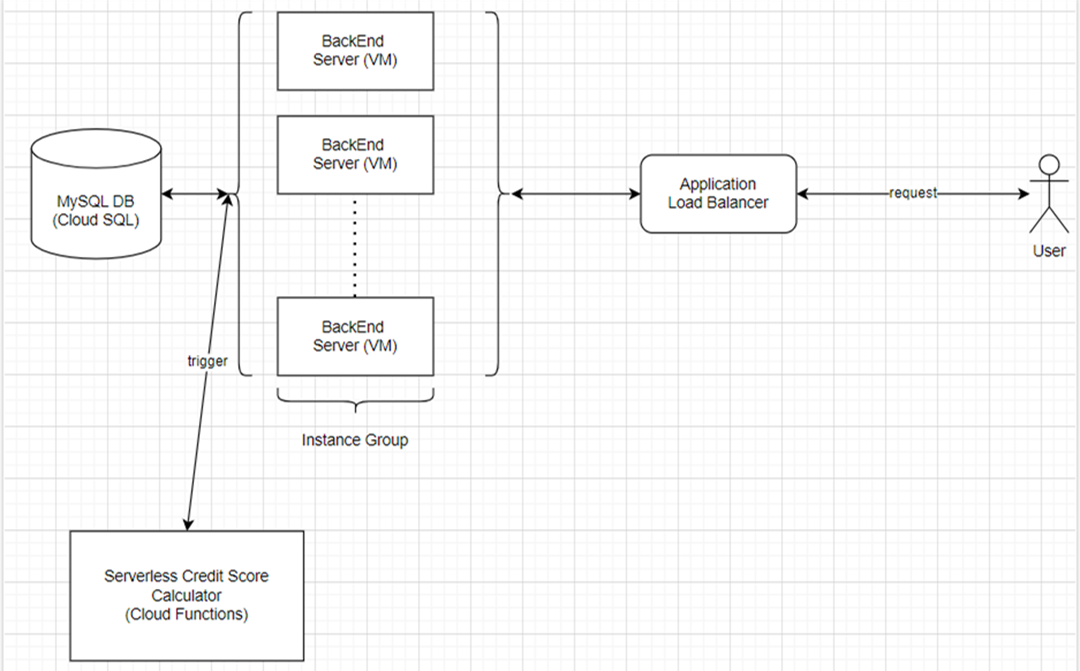 BackEnd
Server (VM)
BackEnd
Server (VM)
MySQL DB
(Cloud SQL)
Application
Load Balancer
request
User
BackEnd
Server (VM)
trigger
Instance Group
Serverless Credit Score
Calculator
(Cloud Functions)